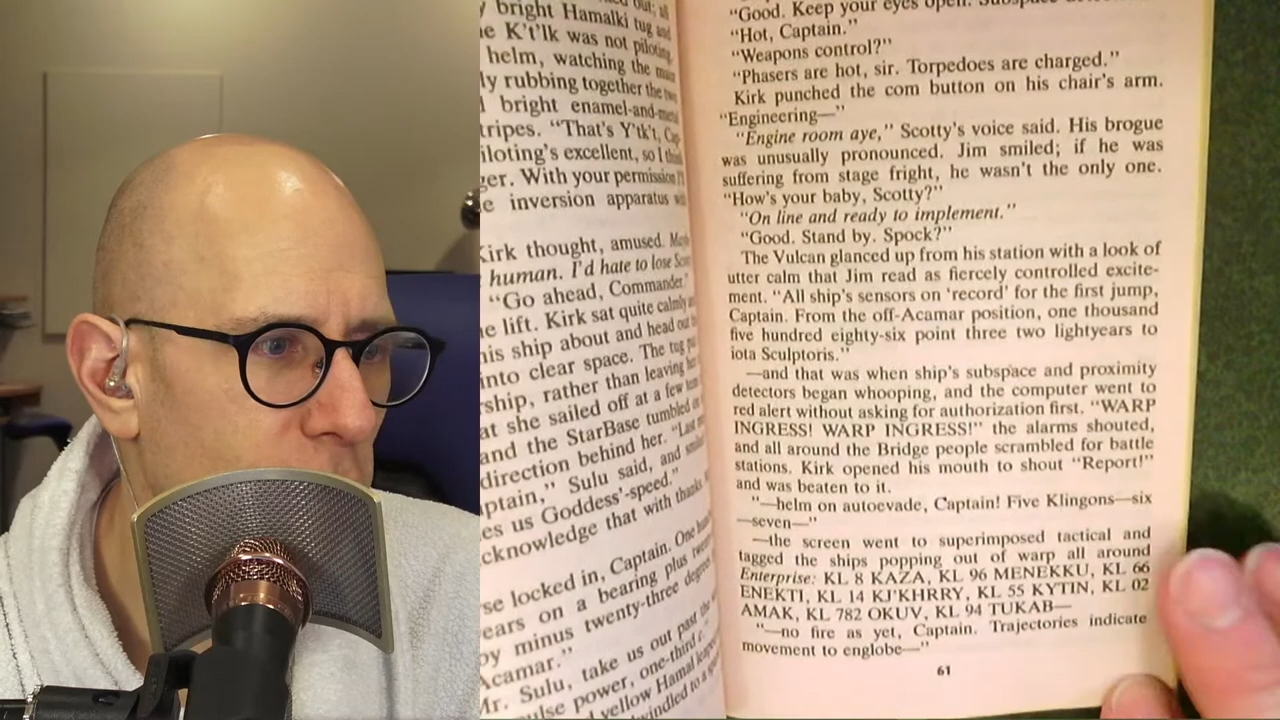 bright Hamalki tug and
K't'lk was not piloting.
helm, watching the main
rubbing together the two
bright enamel-and-metal
"That's Y'tk't,
excellent, so I
With your permission
inversion apparatus
Kirk thought, amused.
human. I'd hate to lose
"Go ahead, Commander."
lift. Kirk sat quite calmly
ship about and head out
into clear space. The tug
rather than leaving her
she sailed off at a few
and the StarBase tumbled
direction behind her. "Last
Sulu said, and
us Goddess'-speed."
that with thanks
locked in, Captain. One
on a bearing plus
minus twenty-three
Sulu, take us out past the
power, one-third c."
yellow Hamal
to a
"Good. Keep your eyes open. Subspace
"Hot, Captain."
"Weapons control?"
"Phasers are hot, sir. Torpedoes are charged."
Kirk punched the com button on his chair's arm.
"Engineering—"
"Engine room aye," Scotty's voice said. His brogue
was unusually pronounced. Jim smiled; if he was
suffering from stage fright, he wasn't the only one.
"How's your baby, Scotty?"
"On line and ready to implement."
"Good. Stand by. Spock?"
The Vulcan glanced up from his station with a look of
utter calm that Jim read as fiercely controlled excite-
ment. "All ship's sensors on 'record' for the first jump,
Captain. From the off-Acamar position, one thousand
five hundred eighty-six point three two lightyears to
iota Sculptoris."
—and that was when ship's subspace and proximity
detectors began whooping, and the computer went to
red alert without asking for authorization first. "WARP
INGRESS! WARP INGRESS!" the alarms shouted,
and all around the Bridge people scrambled for battle
stations. Kirk opened his mouth to shout "Report!"
and was beaten to it.
"—helm on autoevade, Captain! Five Klingons—six
—seven—"
—the screen went to superimposed tactical and
tagged the ships popping out of warp all around
Enterprise: KL 8 KAZA, KL 96 MENEKKU, KL 66
ENEKTI, KL 14 KJ'KHRRY, KL 55 KYTIN, KL 02
AMAK, KL 782 OKUV, KL 94 TUKAB—
"—no fire as yet, Captain. Trajectories indicate
movement to englobe—"
61